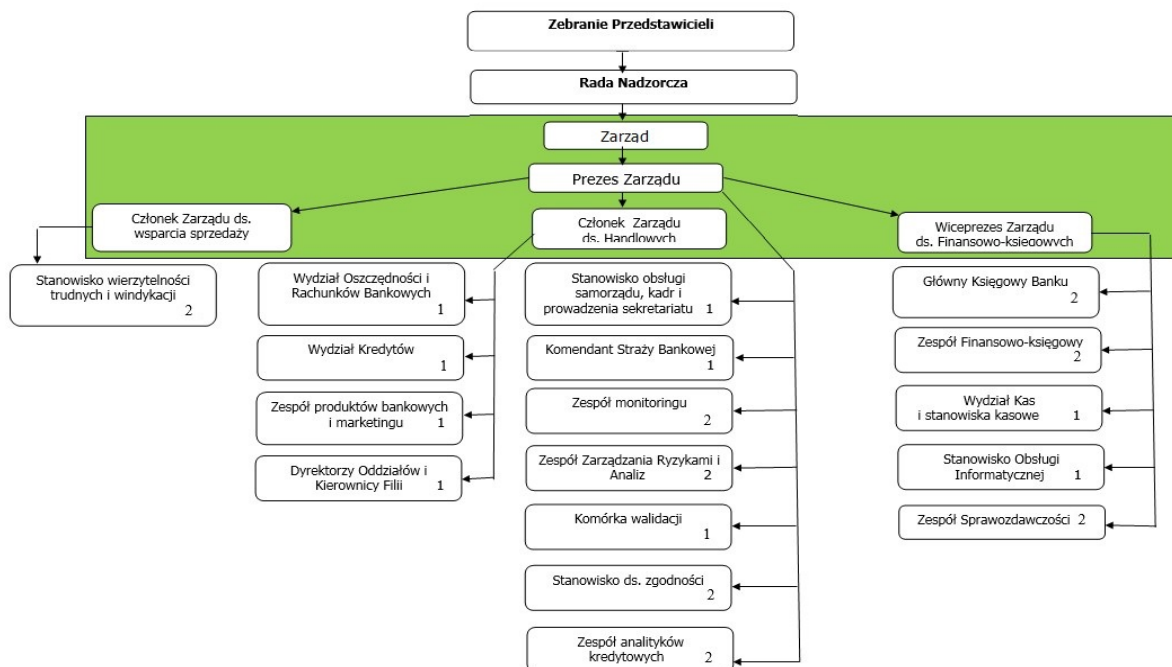 Zebranie Przedstawicieli
Rada Nadzorcza
Zarząd
Prezes Zarządu
Członek Zarządu ds.
wsparcia sprzedaży
Członek Zarządu
ds. Handlowych
Wiceprezes Zarządu
ds. Finansowo-księgowych
Stanowisko wierzytelności
trudnych i windykacji
2
Wydział Oszczędności i
Rachunków Bankowych
1
Wydział Kredytów
1
Zespół produktów bankowych
i marketingu 1
Dyrektorzy Oddziałów i
Kierownicy Filii 1
Stanowisko obsługi
samorządu, kadr i
prowadzenia sekretariatu 1
Komendant Straży Bankowej
1
Zespół monitoringu
2
Zespół Zarządzania Ryzykami i
Analiz 2
Komórka walidacji
1
Stanowisko ds. zgodności
2
Zespół analityków
kredytowych 2
Główny Księgowy Banku
2
Zespół Finansowo-księgowy
2
Wydział Kas
i stanowiska kasowe 1
Stanowisko Obsługi
Informatycznej 1
Zespół Sprawozdawczości 2